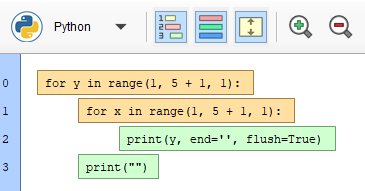 Python
0 for y in range(1, 5 + 1, 1):
1 for x in range(1, 5 + 1, 1):
2 print(y, end='', flush=True)
3 print("")